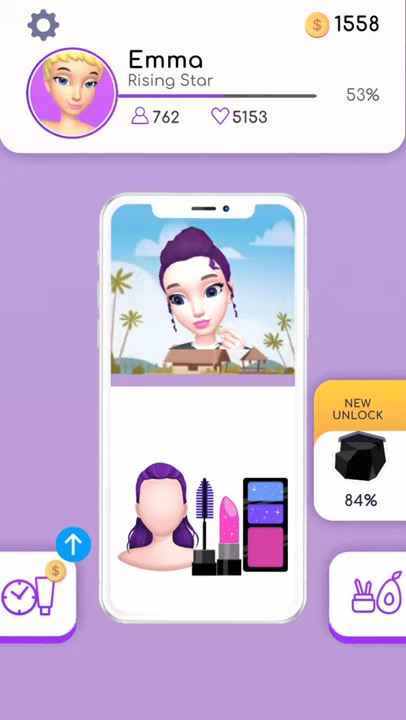 1558
Emma
Rising Star
53%
762 5153
NEW
UNLOCK
84%
$
$